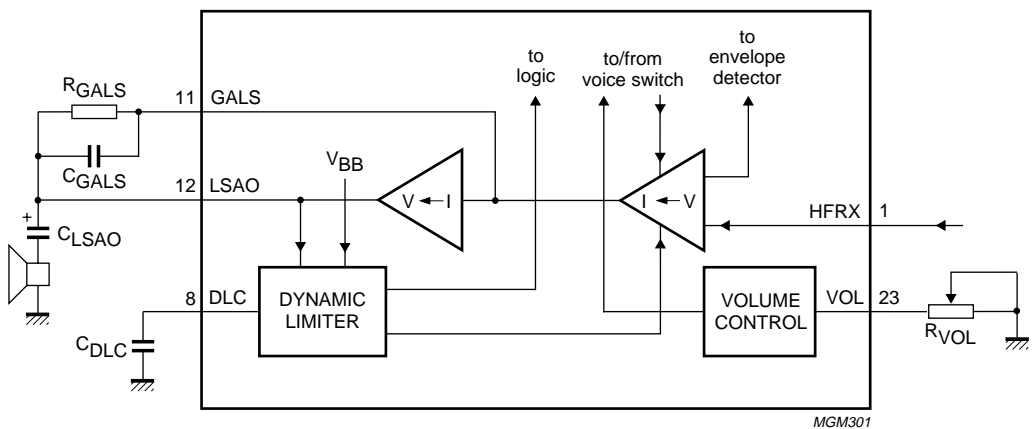 to
logic
to/from
voice switch
to
envelope
detector
RGALS
11
GALS
CGALS
VBB
12
LSAO
V
I
I
V
HFRX
1
+
CLSAO
8
DLC
DYNAMIC
LIMITER
VOLUME
CONTROL
VOL
23
CDLC
RVOL
MGM301